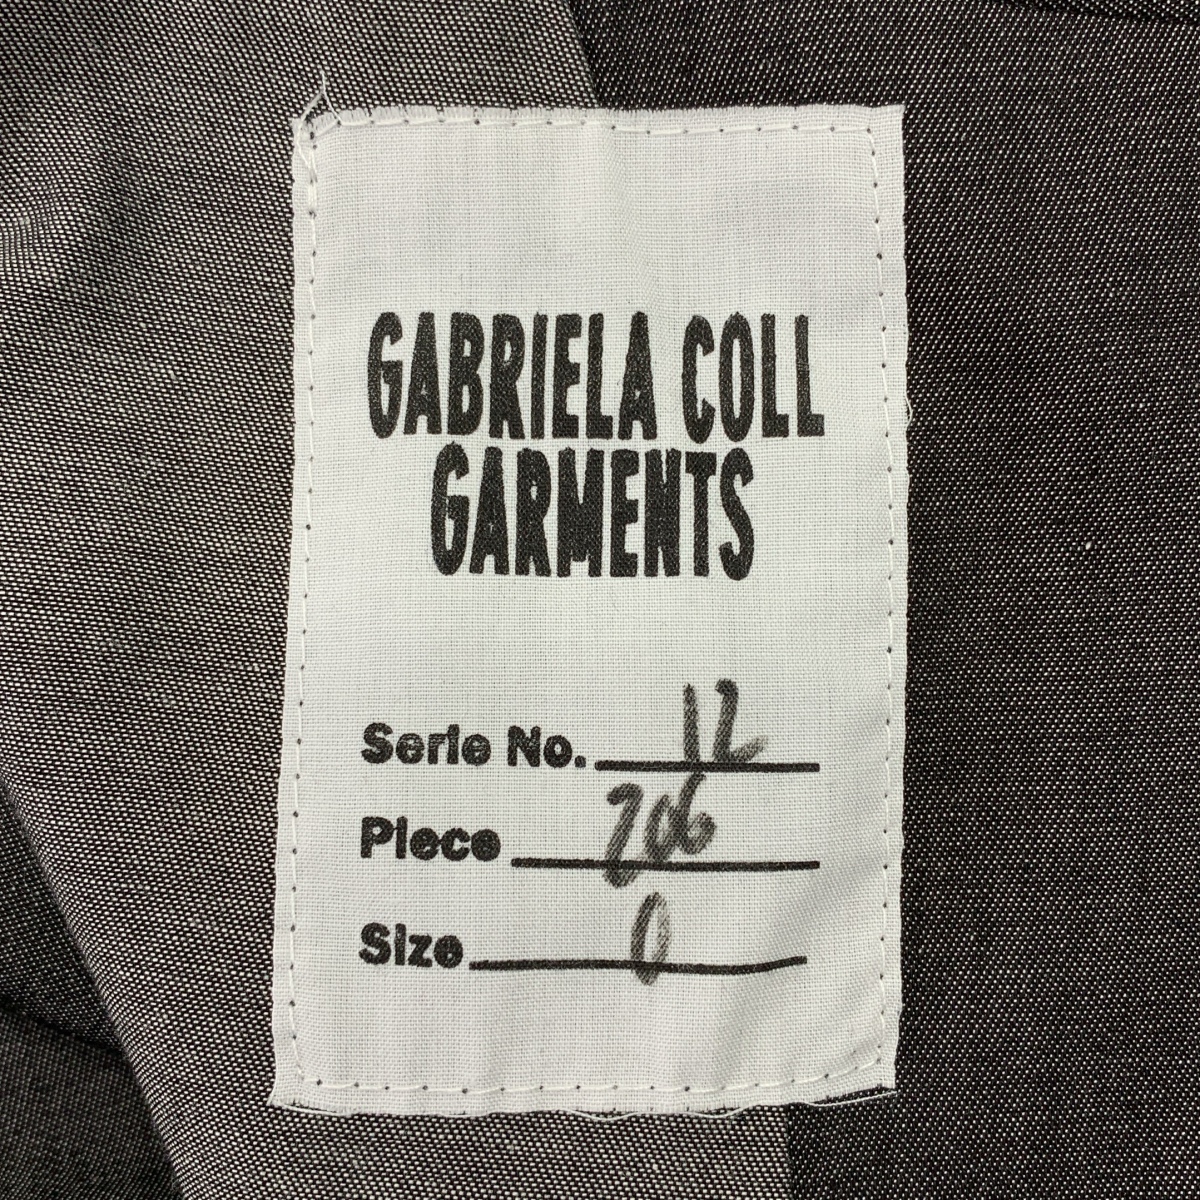 GABRIELA COLL
GARMENTS
Serie No. 12
Piece 206
Size 0